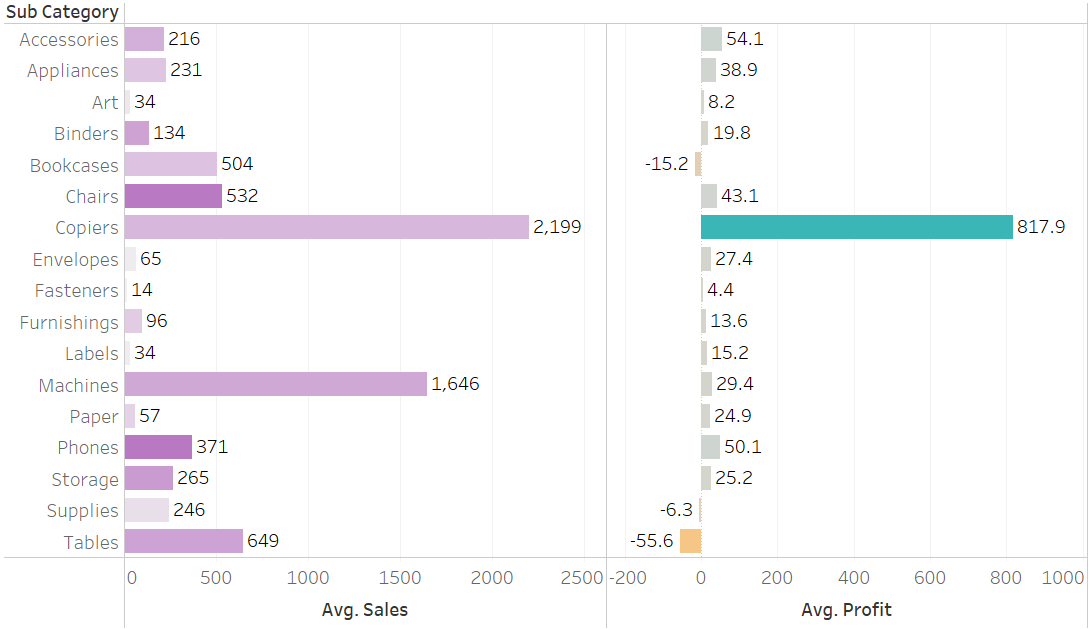 Sub Category
Accessories 216 54.1
Appliances 231 38.9
Art 34 8.2
Binders 134 19.8
Bookcases 504 -15.2
Chairs 532 43.1
Copiers 2,199 817.9
Envelopes 65 27.4
Fasteners 14 4.4
Furnishings 96 13.6
Labels 34 15.2
Machines 1,646 29.4
Paper 57 24.9
Phones 371 50.1
Storage 265 25.2
Supplies 246 -6.3
Tables 649 -55.6
0 500 1000 1500 2000 2500 -200 0 200 400 600 800 1000
Avg. Sales Avg. Profit